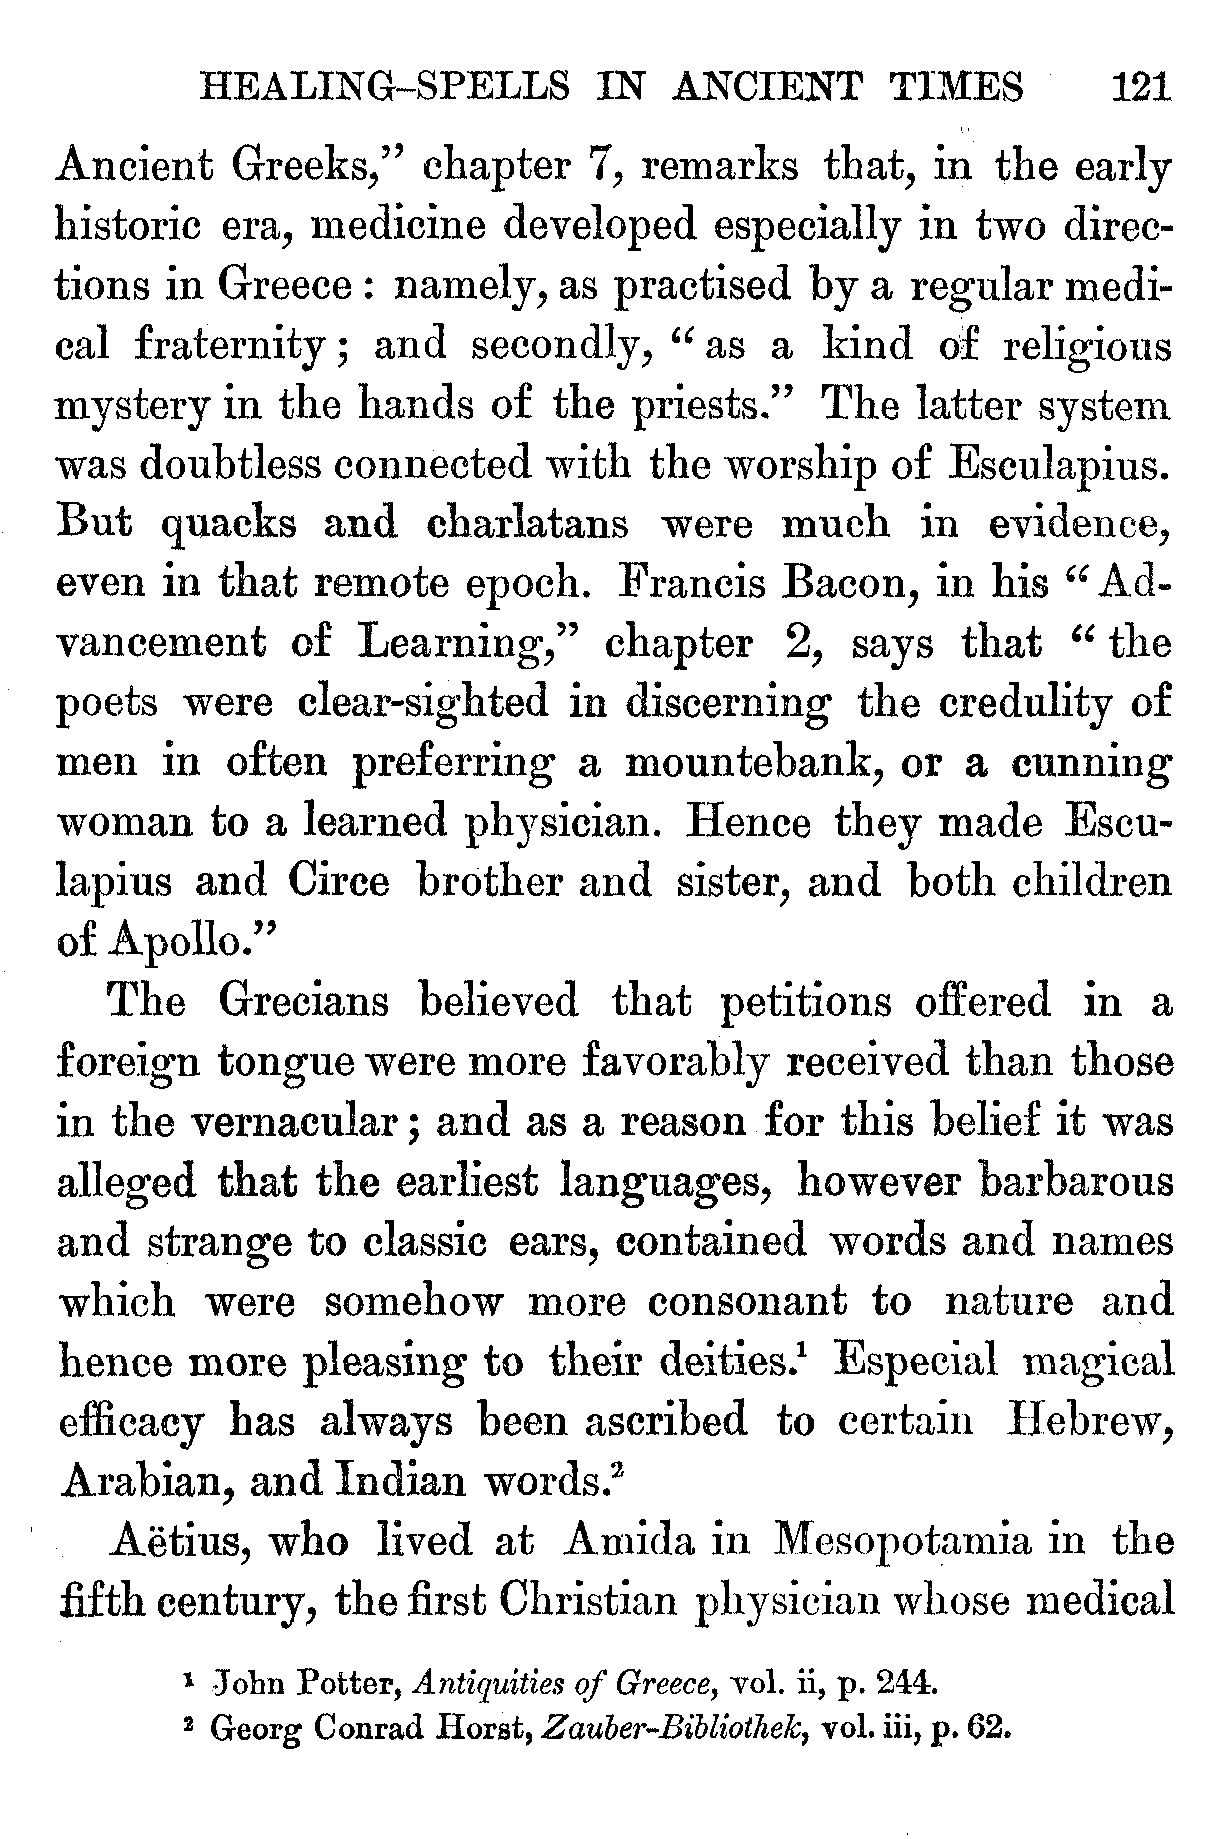 HEALING-SPELLS IN ANCIENT TIMES 121
Ancient Greeks,” chapter 7, remarks that, in the early
historic era, medicine developed especially in two direc-
tions in Greece : namely, as practised by a regular medi-
cal fraternity ; and secondly, “ as a kind of religious
mystery in the hands of the priests.” The latter system
was doubtless connected with the worship of Esculapius.
But quacks and charlatans were much in evidence,
even in that remote epoch. Francis Bacon, in his “ Ad-
vancement of Learning,” chapter 2, says that “ the
poets were clear-sighted in discerning the credulity of
men in often preferring a mountebank, or a cunning
woman to a learned physician. Hence they made Escu-
lapius and Circe brother and sister, and both children
of Apollo.”
The Grecians believed that petitions offered in a
foreign tongue were more favorably received than those
in the vernacular ; and as a reason for this belief it was
alleged that the earliest languages, however barbarous
and strange to classic ears, contained words and names
which were somehow more consonant to nature and
hence more pleasing to their deities.¹ Especial magical
efficacy has always been ascribed to certain Hebrew,
Arabian, and Indian words.²
Aëtius, who lived at Amida in Mesopotamia in the
fifth century, the first Christian physician whose medical
¹ John Potter, Antiquities of Greece, vol. ii, p. 244.
² Georg Conrad Horst, Zauber-Bibliothek, vol. iii, p. 62.